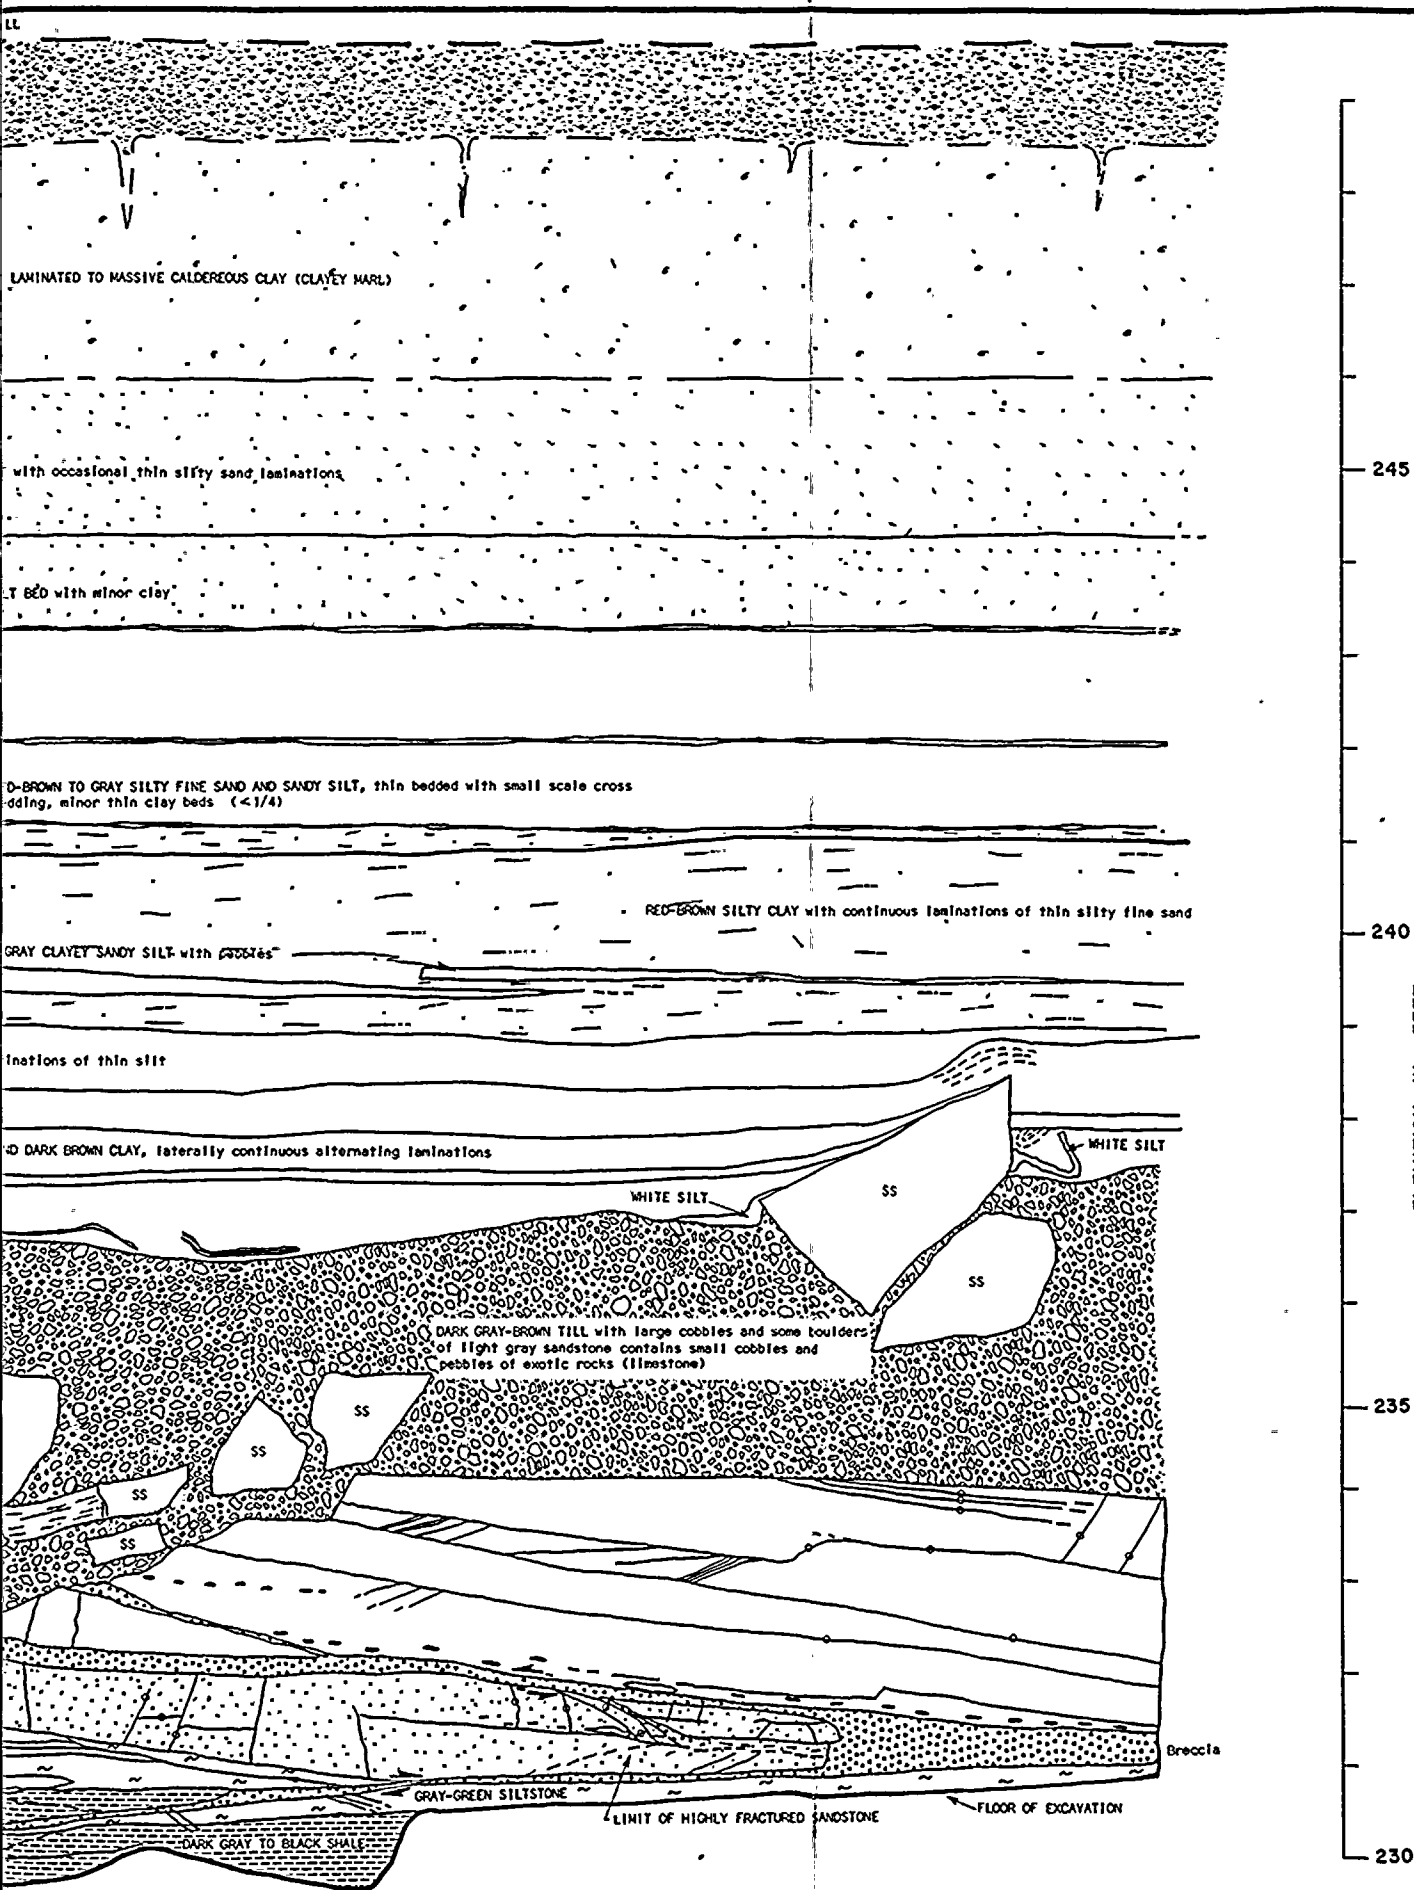 LL
LAMINATED TO MASSIVE CALDEREOUS CLAY (CLAYEY MARL)
245
with occasional thin silty sand laminations
LT BED with minor clay
D-BROWN TO GRAY SILTY FINE SAND AND SANDY SILT, thin bedded with small scale cross
dding, minor thin clay beds (<1/4)
RED-BROWN SILTY CLAY with continuous laminations of thin silty fine sand
240
GRAY CLAYEY SANDY SILT with pebbles
inations of thin silt
D DARK BROWN CLAY, laterally continuous alternating laminations
WHITE SILT
WHITE SILT
SS
SS
DARK GRAY-BROWN TILL with large cobbles and some boulders
of light gray sandstone contains small cobbles and
pebbles of exotic rocks (limestone)
SS
235
SS
SS
SS
Breccia
GRAY-GREEN SILTSTONE
FLOOR OF EXCAVATION
LIMIT OF HIGHLY FRACTURED SANDSTONE
DARK GRAY TO BLACK SHALE
230